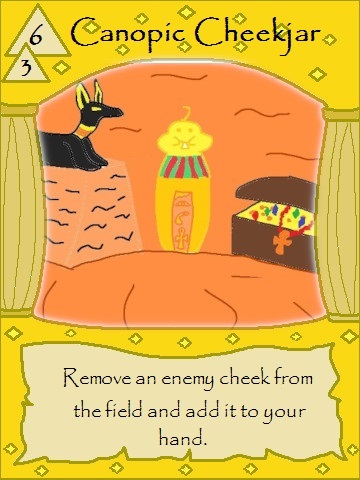 6
Canopic Cheekjar
3
Remove an enemy cheek from
the field and add it to your
hand.